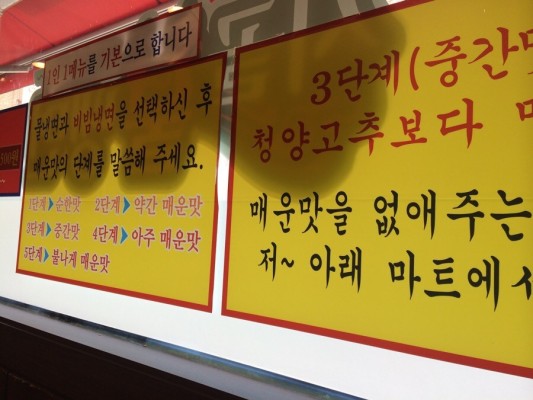 1인 1메뉴를 기본으로 합니다
물냉면과 비빔냉면을 선택하신 후
매운맛의 단계를 말씀해 주세요.
1단계▶순한맛 2단계▶약간 매운맛
3단계▶중간맛 4단계▶아주 매운맛
5단계▶불나게 매운맛
3단계(중간맛
청양고추보다
매운맛을 없애주는
저~ 아래 마트에서